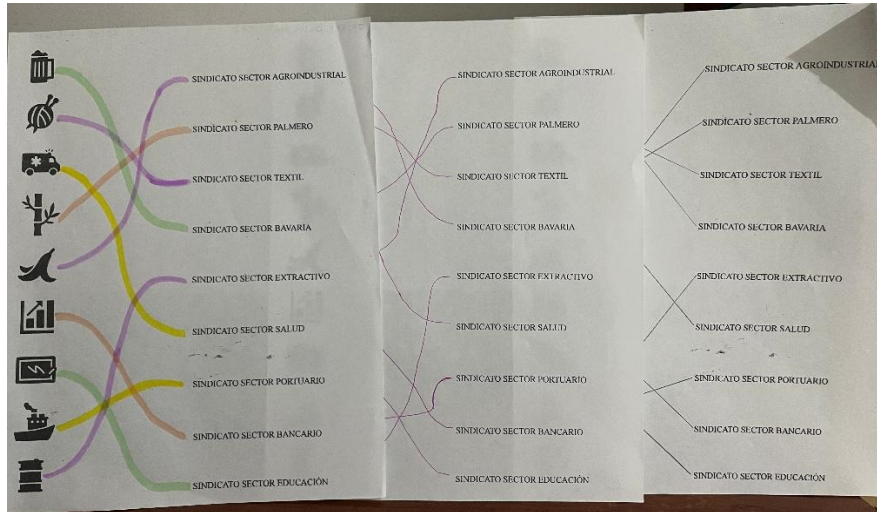 SINDICATO SECTOR AGROINDUSTRIAL
SINDICATO SECTOR PALMERO
SINDICATO SECTOR TEXTIL
SINDICATO SECTOR BAVARIA
SINDICATO SECTOR EXTRACTIVO
SINDICATO SECTOR SALUD
SINDICATO SECTOR PORTUARIO
SINDICATO SECTOR BANCARIO
SINDICATO SECTOR EDUCACIÓN
SINDICATO SECTOR AGROINDUSTRIAL
SINDICATO SECTOR PALMERO
SINDICATO SECTOR TEXTIL
SINDICATO SECTOR BAVARIA
SINDICATO SECTOR EXTRACTIVO
SINDICATO SECTOR SALUD
SINDICATO SECTOR PORTUARIO
SINDICATO SECTOR BANCARIO
SINDICATO SECTOR EDUCACIÓN
SINDICATO SECTOR AGROINDUSTRIAL
SINDICATO SECTOR PALMERO
SINDICATO SECTOR TEXTIL
SINDICATO SECTOR BAVARIA
SINDICATO SECTOR EXTRACTIVO
SINDICATO SECTOR SALUD
SINDICATO SECTOR PORTUARIO
SINDICATO SECTOR BANCARIO
SINDICATO SECTOR EDUCACIÓN